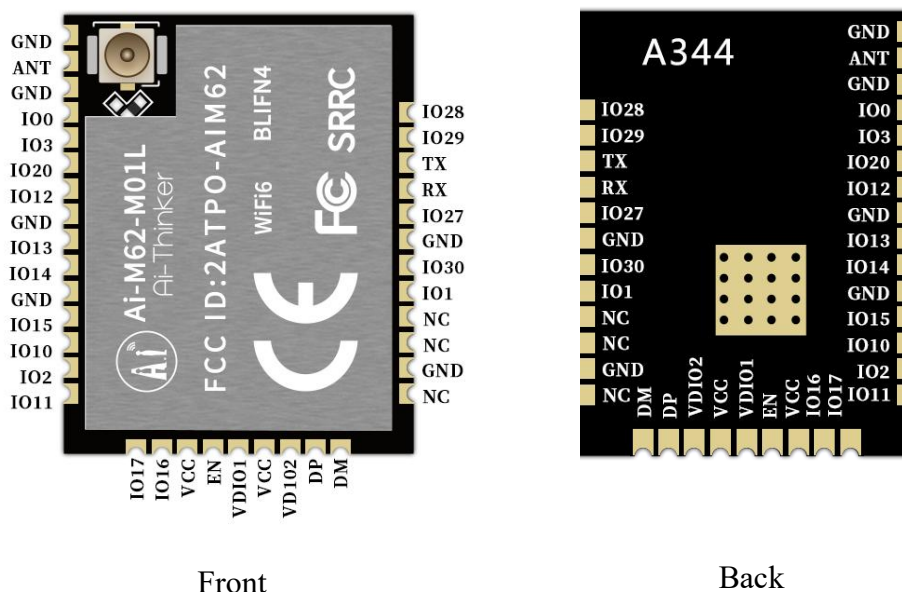 GND
ANT
GND
IO0
IO3
IO20
IO12
GND
IO13
IO14
GND
IO15
IO10
IO2
IO11
Ai-M62-M01L
Ai-Thinker
FCC ID:2ATPO-AIM62
WiFi6 BLIFN4
CE FC SRRC
Ai
IO28
IO29
TX
RX
IO27
GND
IO30
IO1
NC
NC
GND
NC
IO17
IO16
VCC
EN
VDIO1
VCC
VD102
DP
DM
Front
A344
IO28
IO29
TX
RX
IO27
GND
IO30
IO1
NC
NC
GND
NC
DM
DP
VDIO2
VCC
VDIO1
EN
VCC
IO16
IO17
GND
ANT
GND
IO0
IO3
IO20
IO12
GND
IO13
IO14
GND
IO15
IO10
IO2
IO11
Back